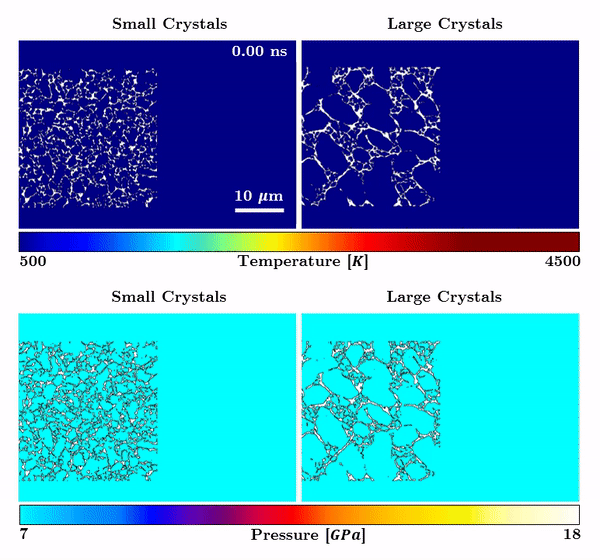 Small Crystals Large Crystals
0.00 ns
10 µm
500 Temperature [K] 4500
Small Crystals Large Crystals
7 Pressure [GPa] 18